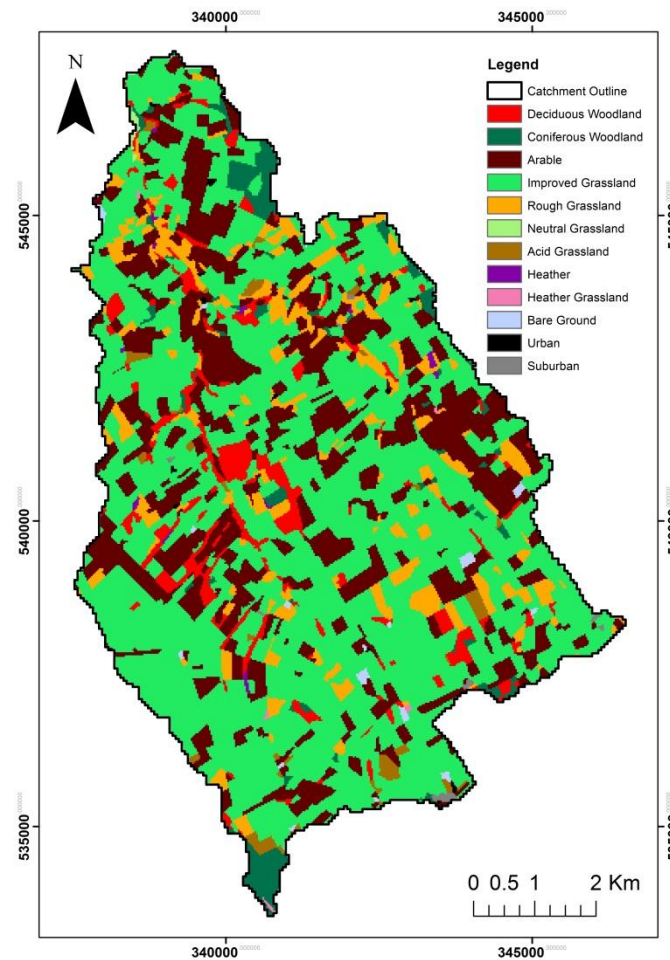 340000 345000
N
Legend
Catchment Outline
Deciduous Woodland
Coniferous Woodland
Arable
Improved Grassland
Rough Grassland
Neutral Grassland
Acid Grassland
Heather
Heather Grassland
Bare Ground
Urban
Suburban
545000
540000
535000
0 0.5 1 2 Km
340000 345000